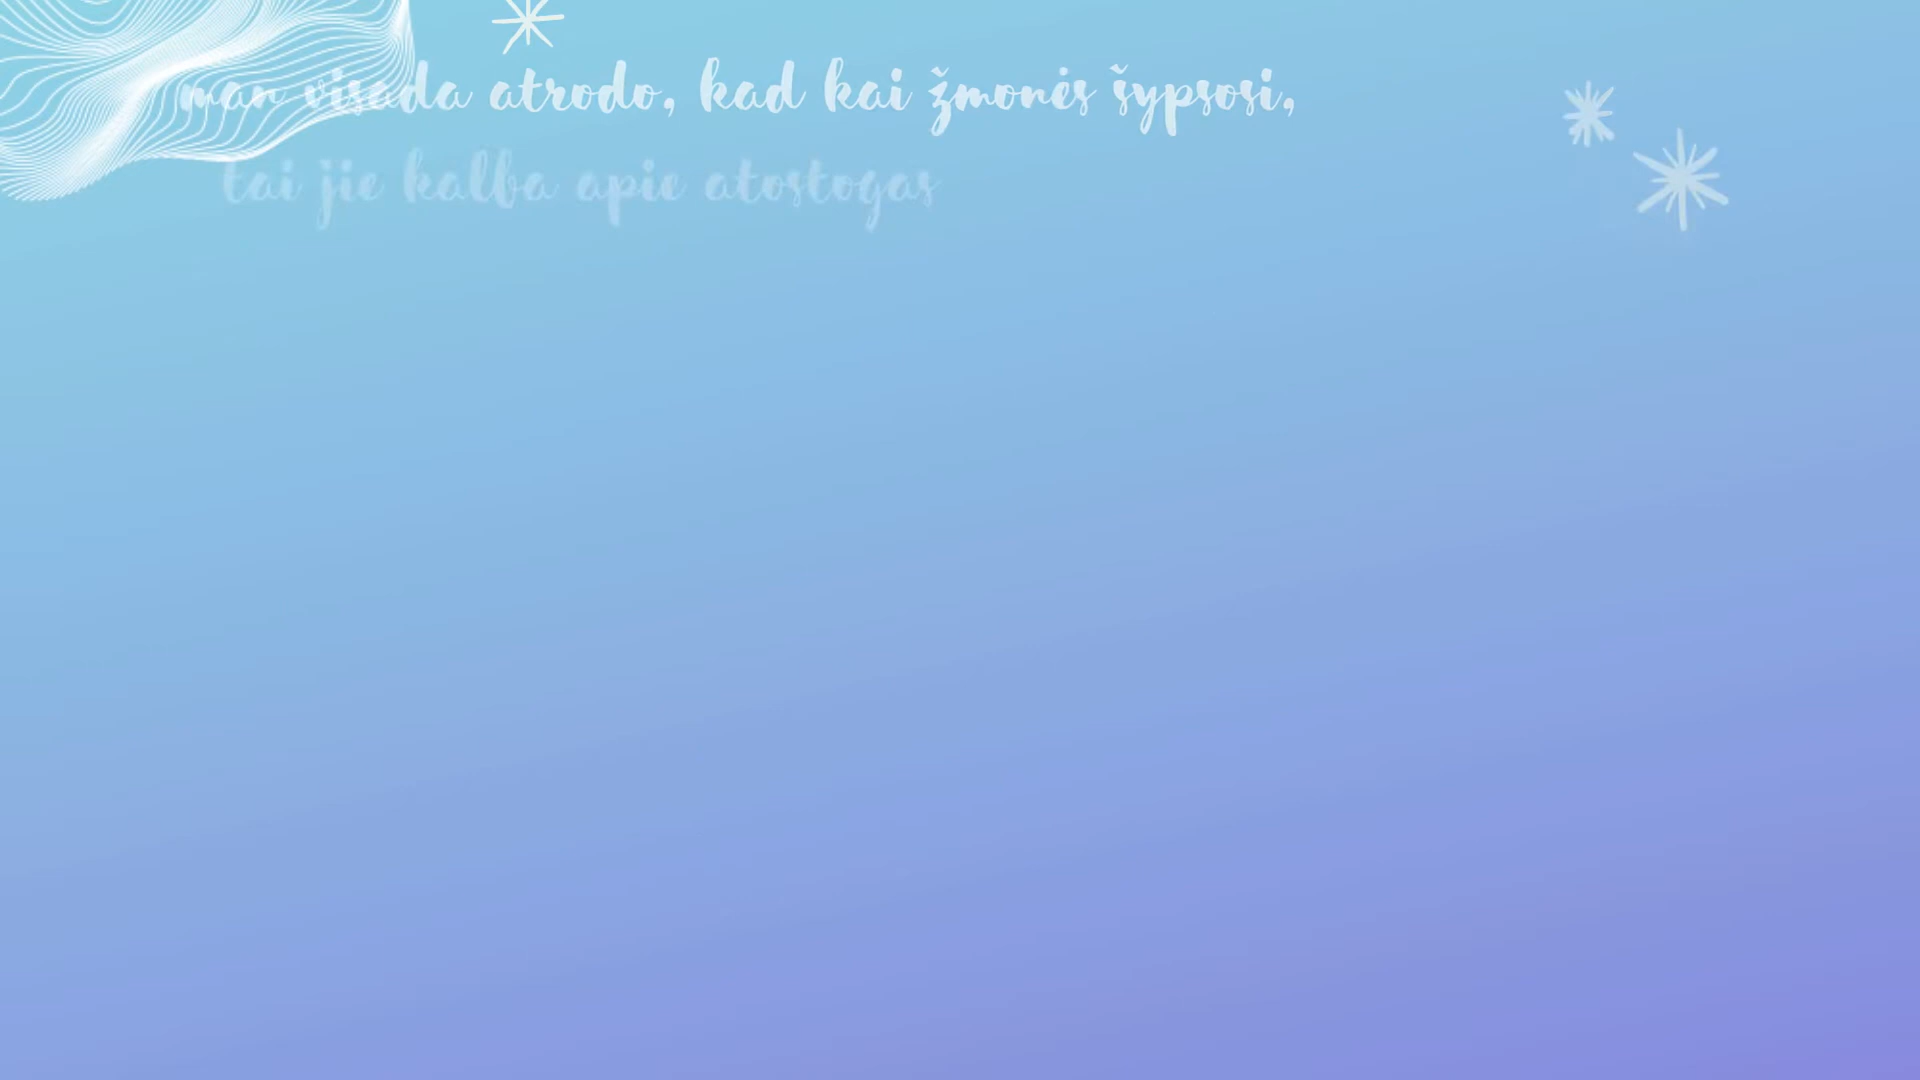 man visada atrodo, kad kai žmonės šypsosi,
tai jie kalba apie atostogas